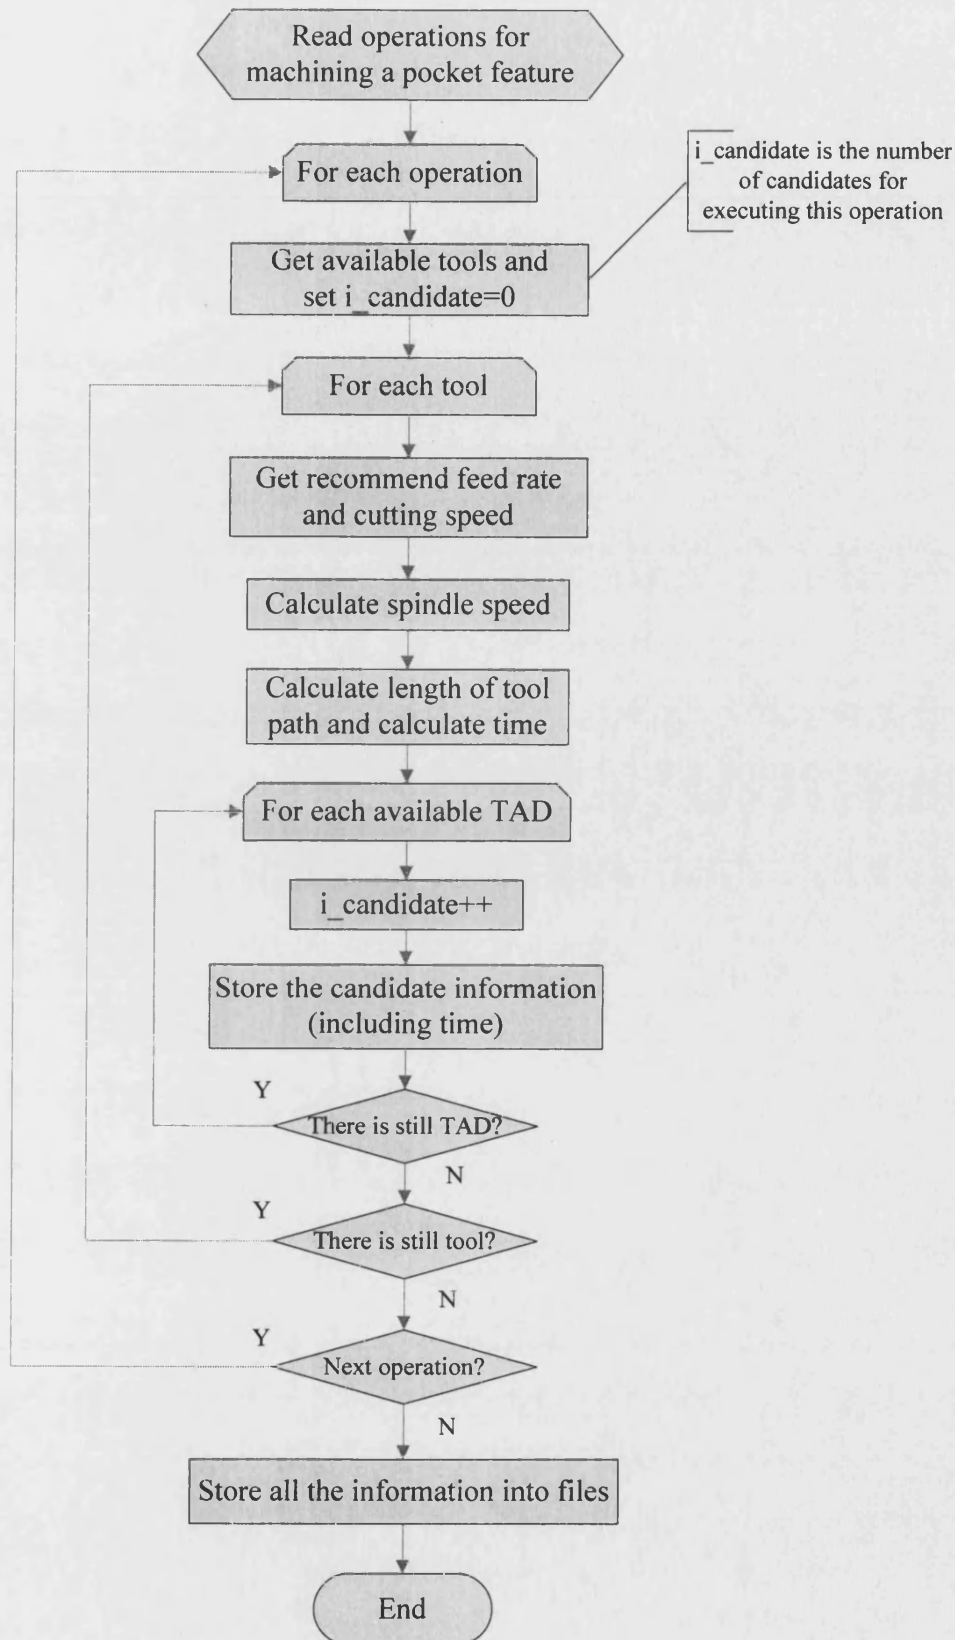 Read operations for
machining a pocket feature
For each operation
i_candidate is the number
of candidates for
executing this operation
Get available tools and
set i_candidate=0
For each tool
Get recommend feed rate
and cutting speed
Calculate spindle speed
Calculate length of tool
path and calculate time
For each available TAD
i_candidate++
Store the candidate information
(including time)
Y
There is still TAD?
N
Y
There is still tool?
N
Y
Next operation?
N
Store all the information into files
End